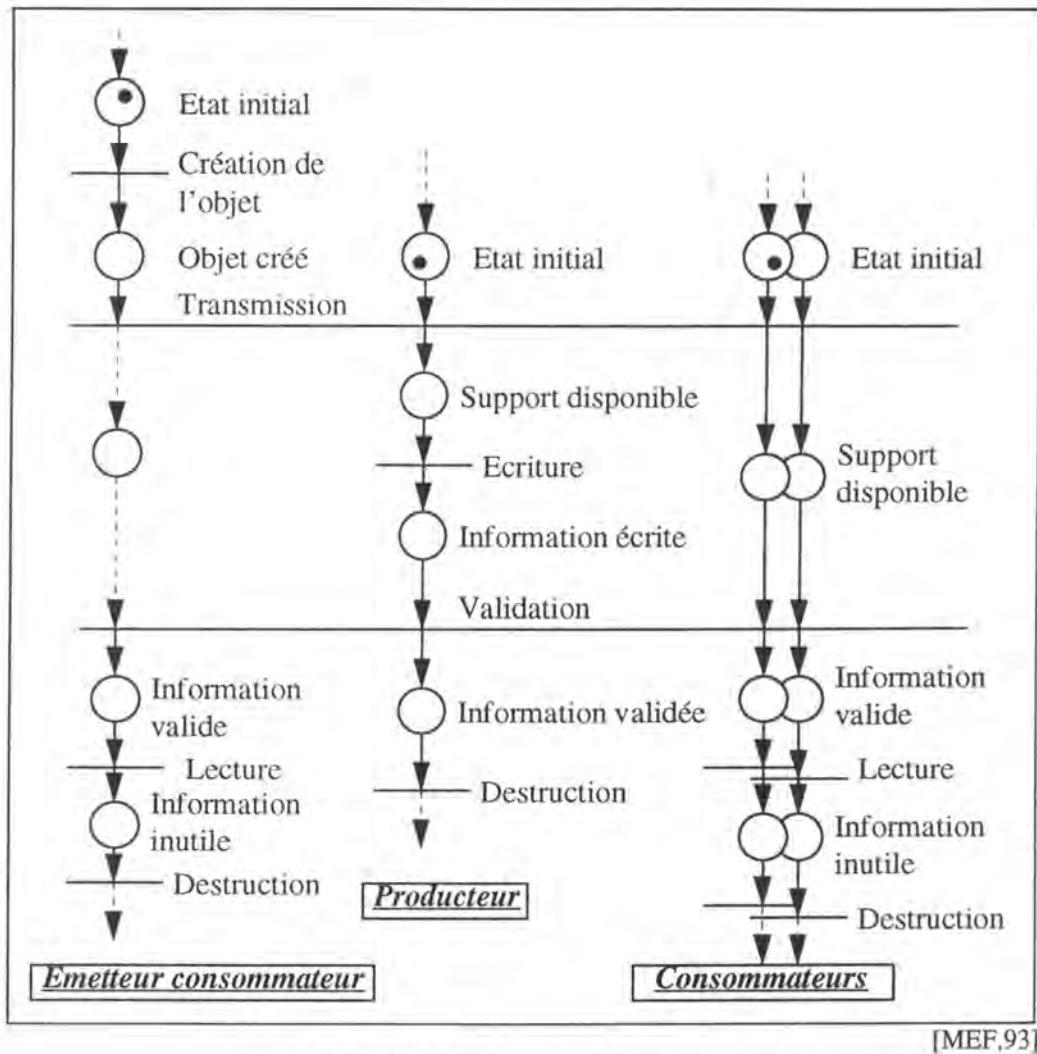 Etat initial
Création de
l'objet
Objet créé
Transmission
Etat initial
Etat initial
Support disponible
Ecriture
Information écrite
Support
disponible
Validation
Information
valide
Lecture
Information
inutile
Destruction
Information validée
Destruction
Information
valide
Lecture
Information
inutile
Destruction
Emetteur consommateur
Producteur
Consommateurs
[MEF,93]